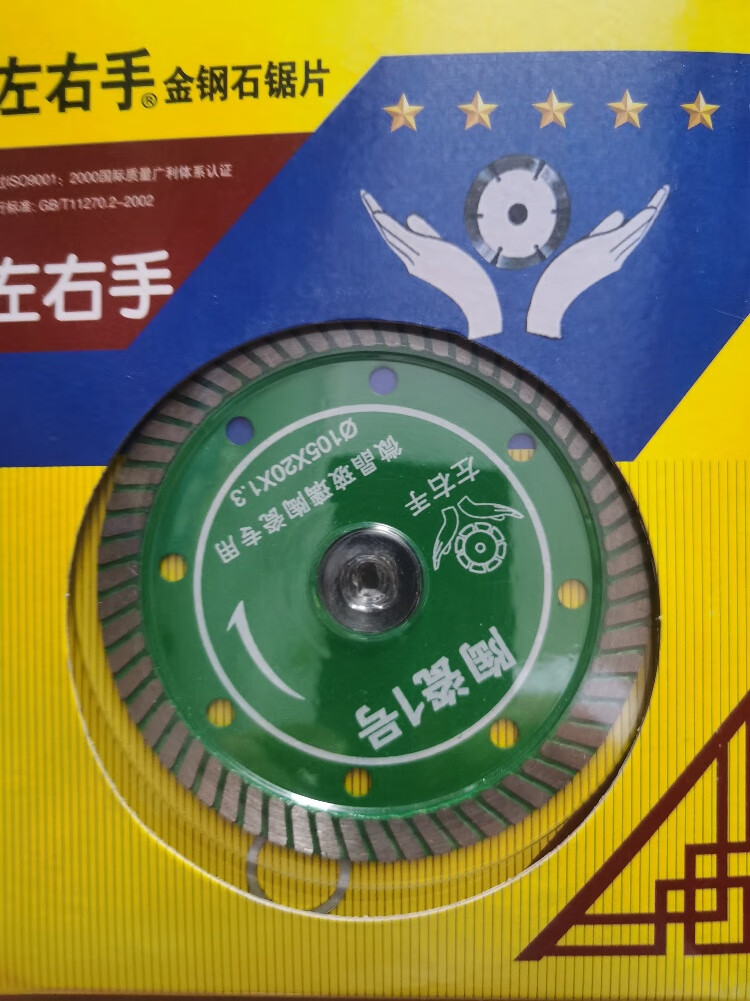 左右手® 金钢石锯片
过ISO9001：2000国际质量广利体系认证
行标准: GB/T11270.2-2002
左右手
Ø105X20X1.3
微晶玻璃陶瓷专用
左右手
陶瓷1号